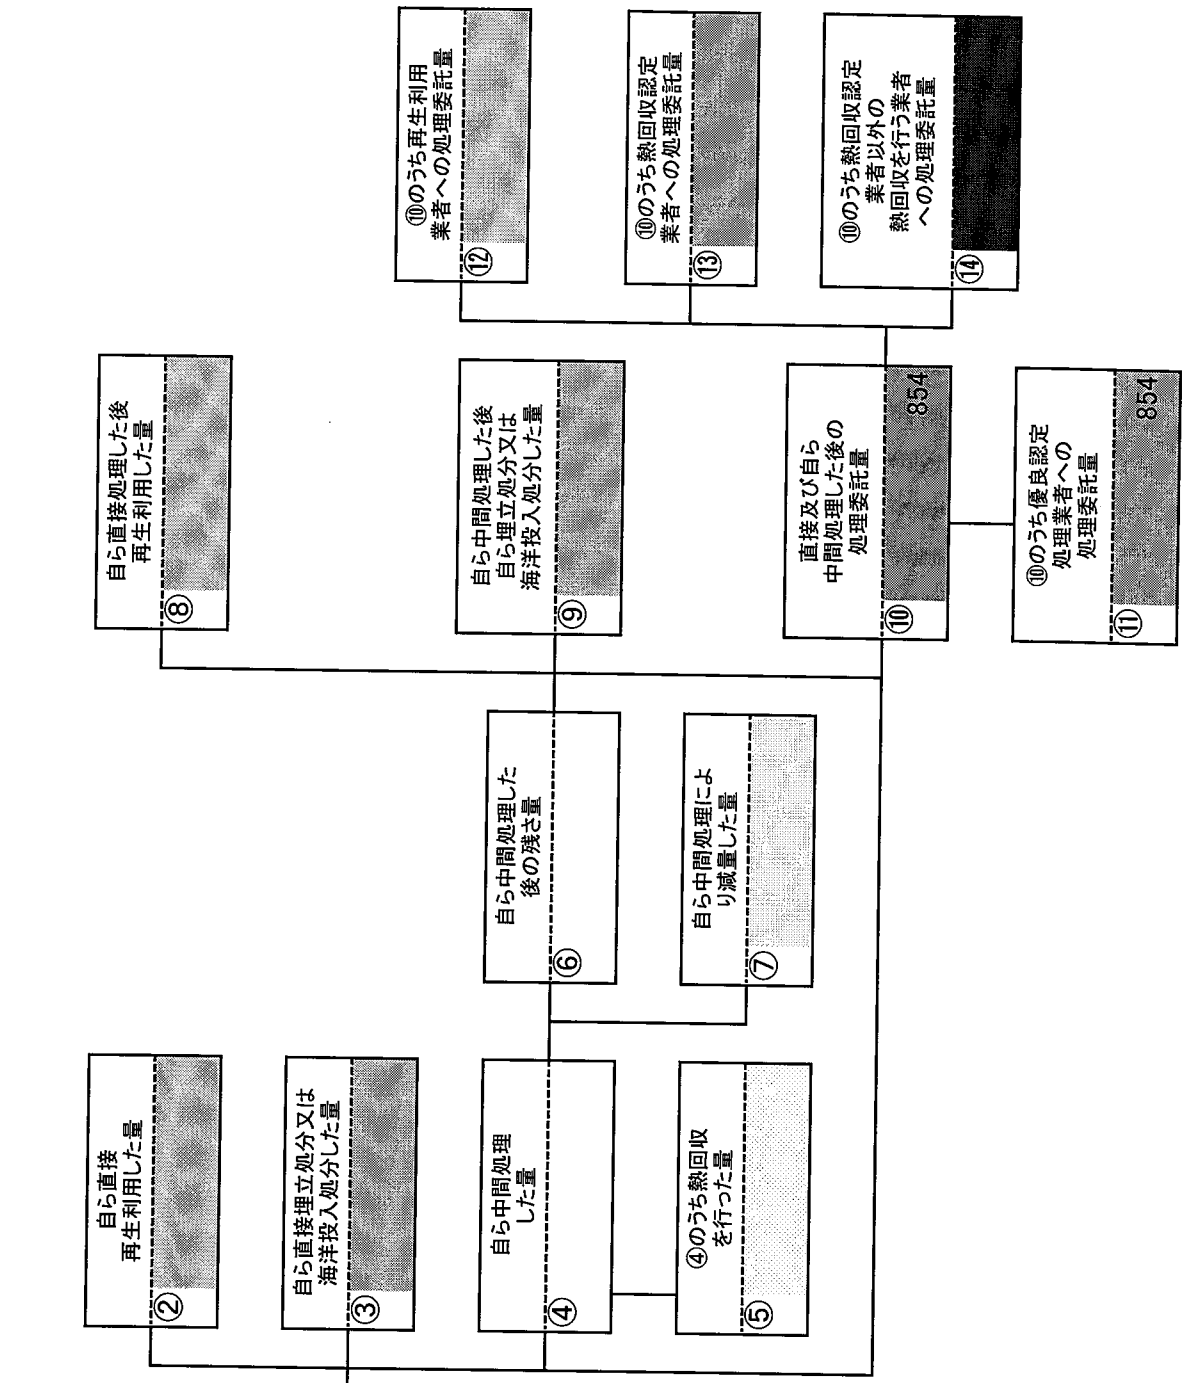 自ら直接
再生利用した量
②
自ら直接埋立処分又は
海洋投入処分した量
③
自ら中間処理
した量
④
④のうち熱回収
を行った量
⑤
自ら中間処理した
後の残さ量
⑥
自ら中間処理によ
り減量した量
⑦
自ら直接処理した後
再生利用した量
⑧
自ら中間処理した後
自ら埋立処分又は
海洋投入処分した量
⑨
直接及び自ら
中間処理した後の
処理委託量
⑩
854
⑩のうち優良認定
処理業者への
処理委託量
⑪
854
⑩のうち再生利用
業者への処理委託量
⑫
⑩のうち熱回収認定
業者への処理委託量
⑬
⑩のうち熱回収認定
業者以外の
熱回収を行う業者
への処理委託量
⑭